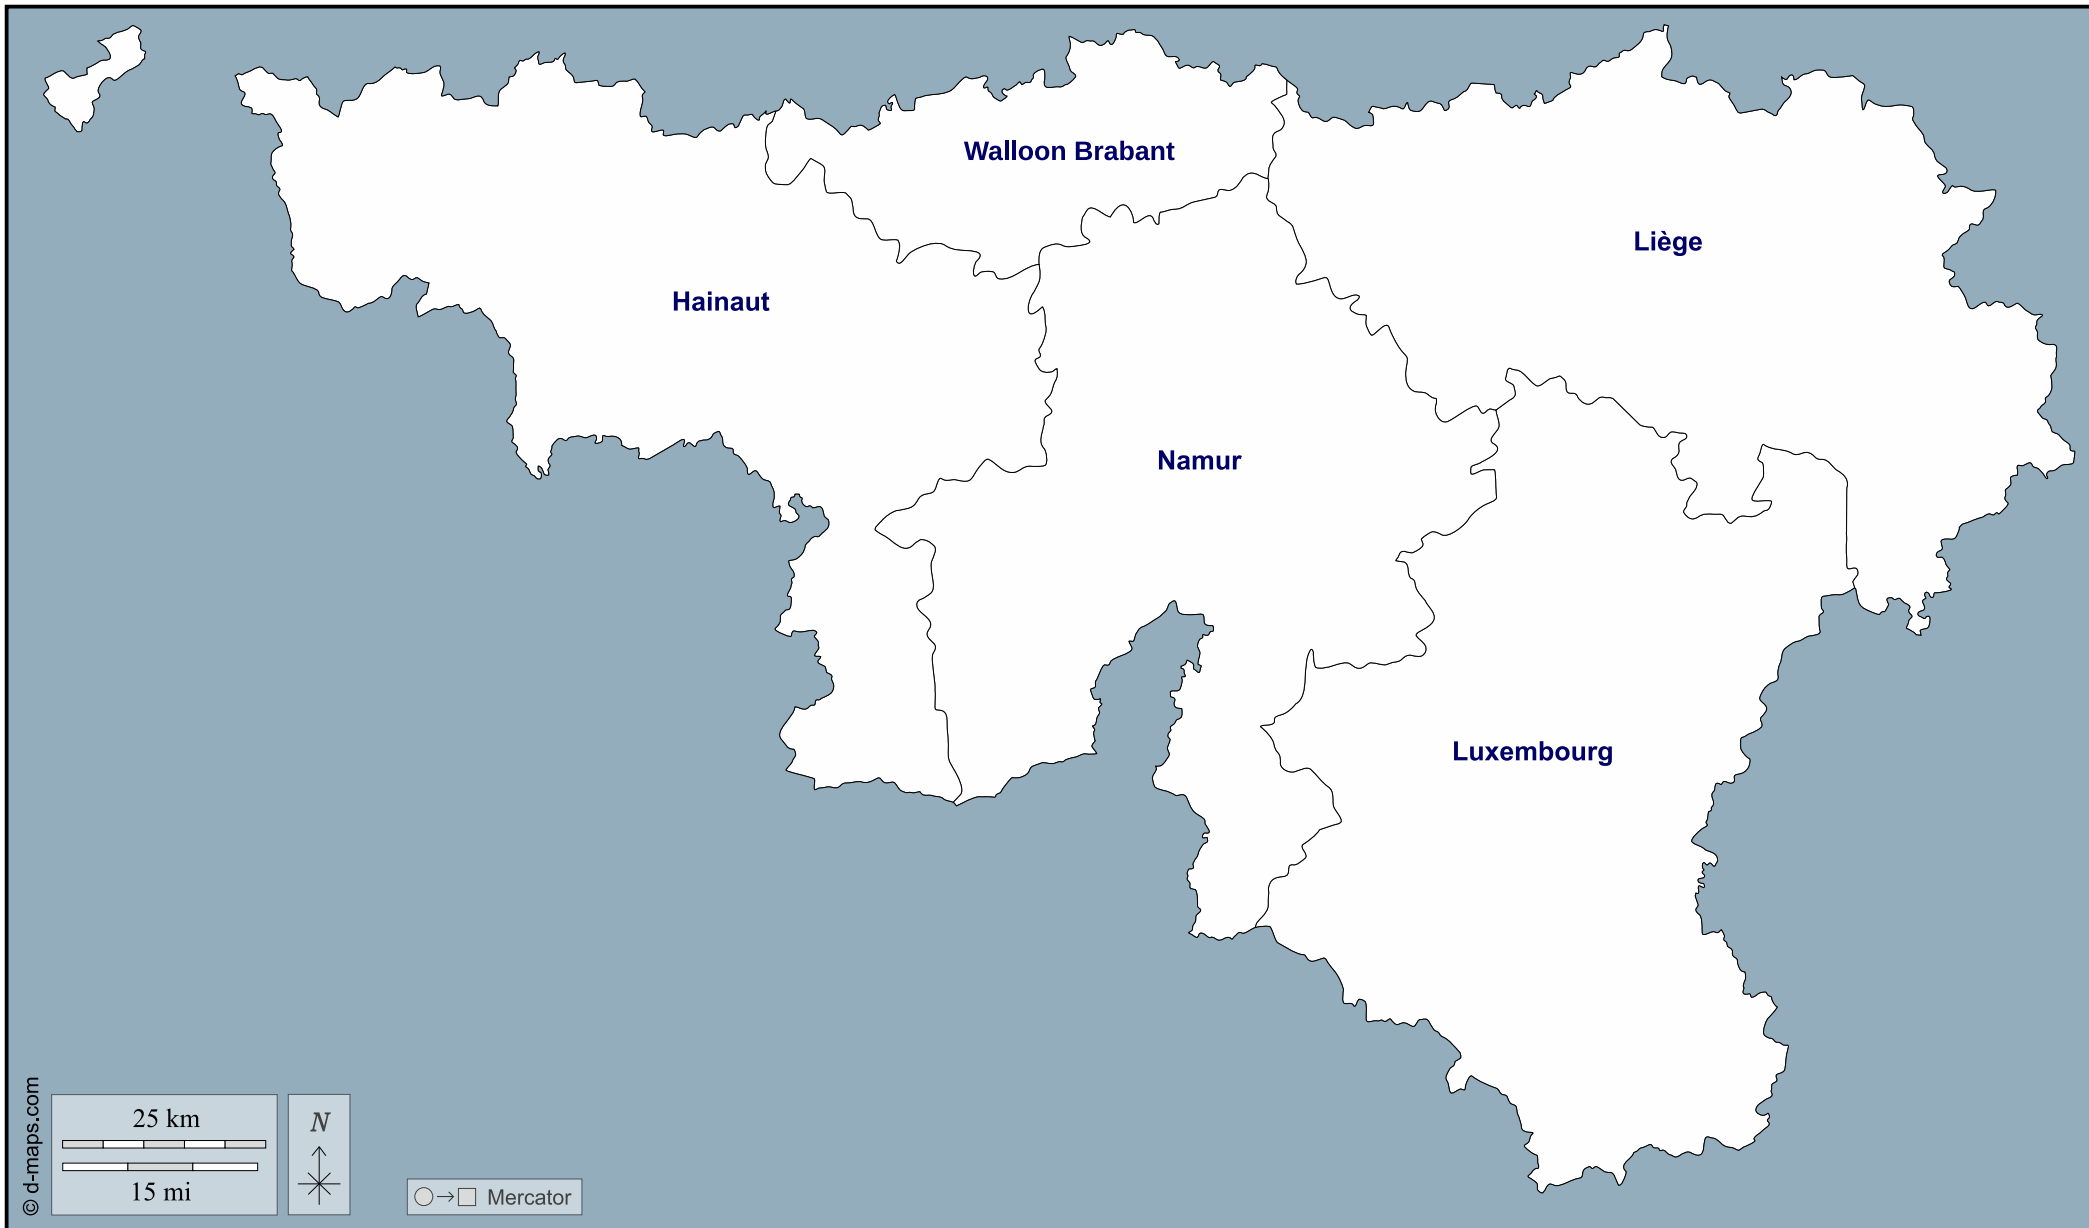 Walloon Brabant
Liège
Hainaut
Namur
Luxembourg
© d-maps.com
25 km
15 mi
N
Mercator